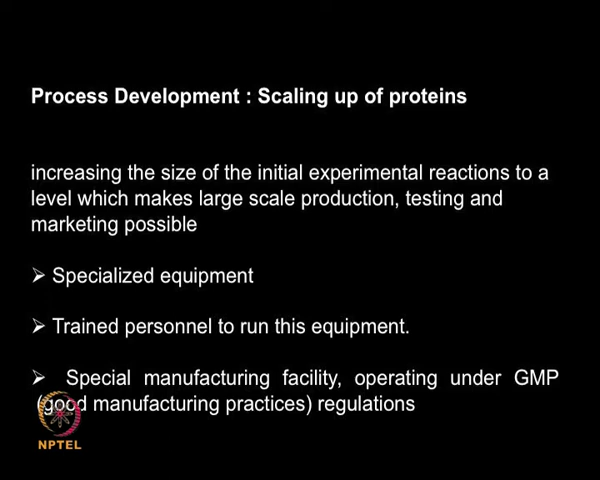 Process Development : Scaling up of proteins
increasing the size of the initial experimental reactions to a
level which makes large scale production, testing and
marketing possible
➢ Specialized equipment
➢ Trained personnel to run this equipment.
➢ Special manufacturing facility, operating under GMP
(good manufacturing practices) regulations
NPTEL